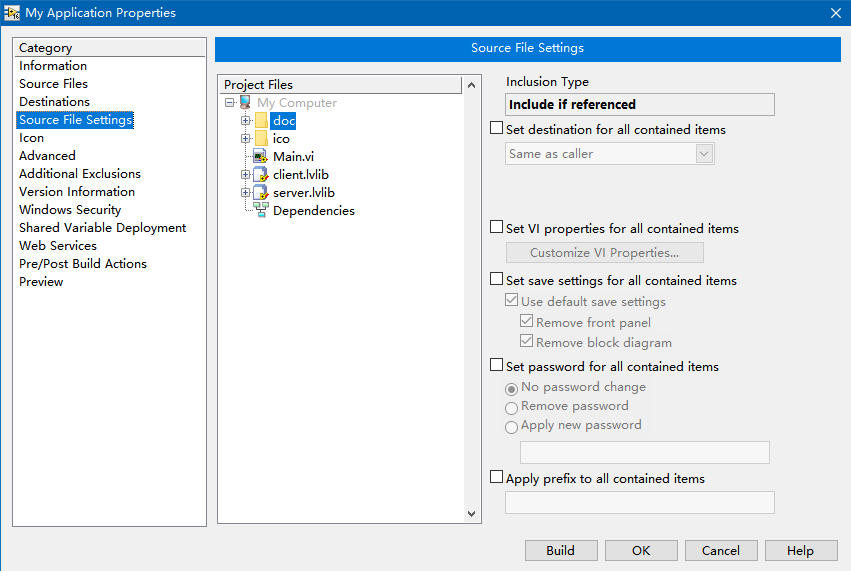 My Application Properties
Category
Information
Source Files
Destinations
Source File Settings
Icon
Advanced
Additional Exclusions
Version Information
Windows Security
Shared Variable Deployment
Web Services
Pre/Post Build Actions
Preview
Source File Settings
Project Files
My Computer
doc
ico
Main.vi
client.lvlib
server.lvlib
Dependencies
Inclusion Type
Include if referenced
Set destination for all contained items
Same as caller
Set VI properties for all contained items
Customize VI Properties...
Set save settings for all contained items
Use default save settings
Remove front panel
Remove block diagram
Set password for all contained items
No password change
Remove password
Apply new password
Apply prefix to all contained items
Build OK Cancel Help